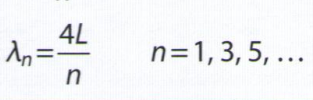 λₙ = 4L/n    n = 1, 3, 5, …